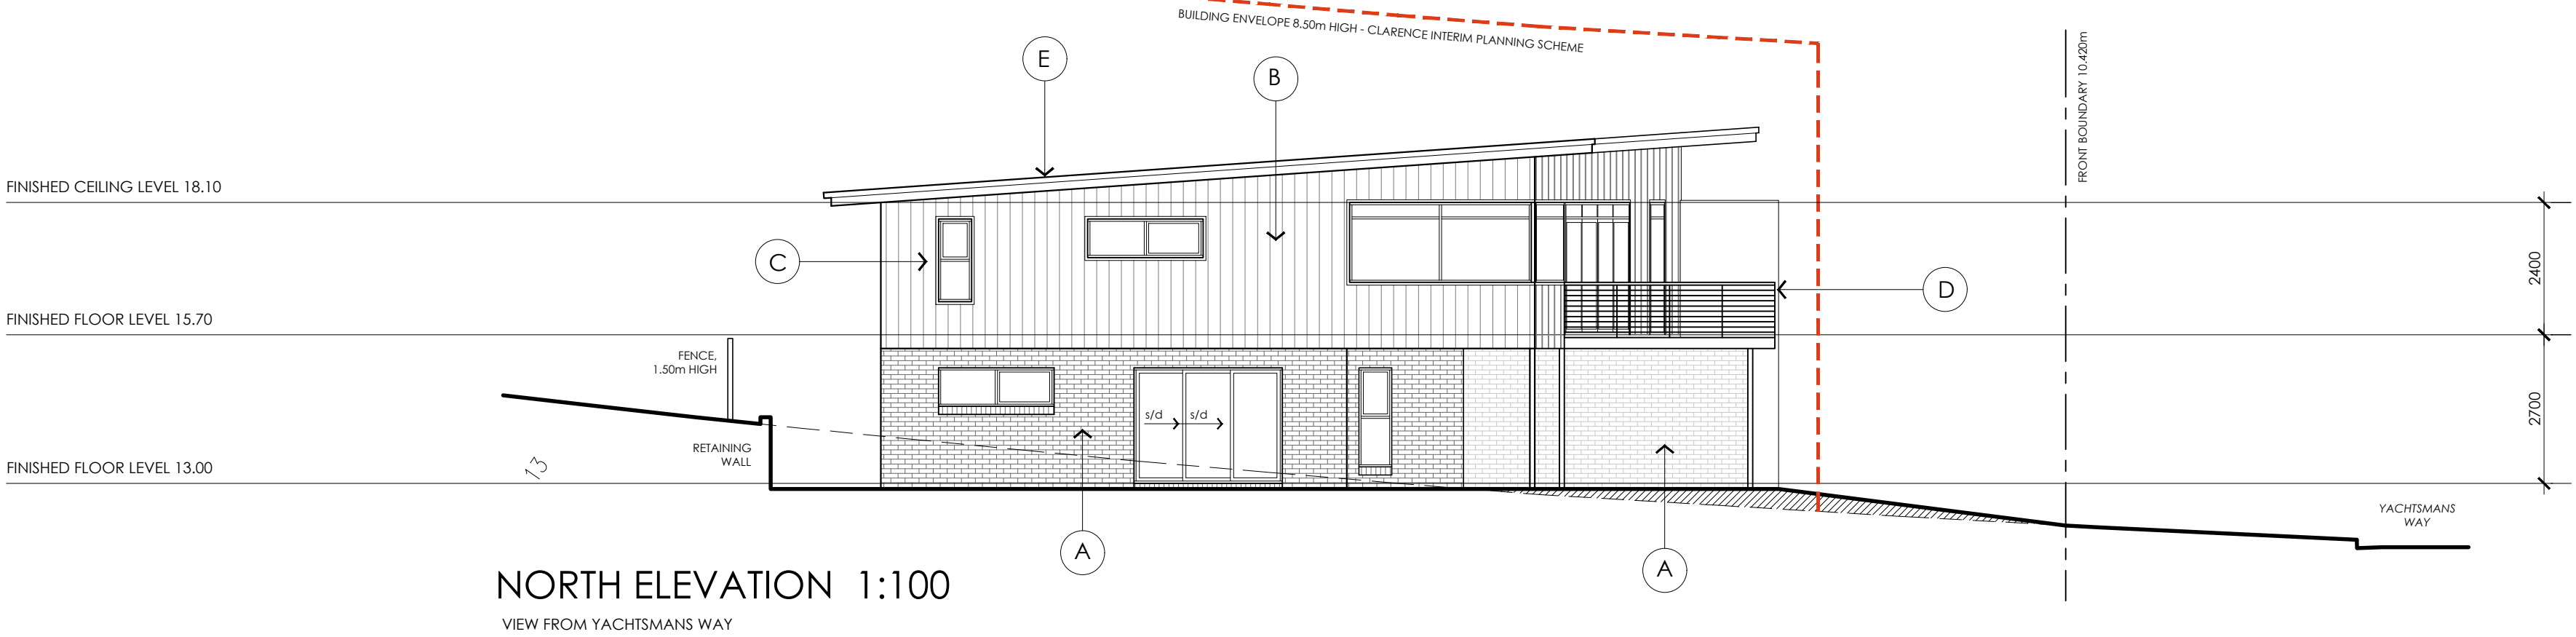 BUILDING ENVELOPE 8.50m HIGH - CLARENCE INTERIM PLANNING SCHEME
FRONT BOUNDARY 10.420m
E
B
FINISHED CEILING LEVEL 18.10
C
D
2400
FINISHED FLOOR LEVEL 15.70
FENCE,
1.50m HIGH
s/d
s/d
2700
RETAINING
WALL
13
FINISHED FLOOR LEVEL 13.00
YACHTSMANS
WAY
A
A
NORTH ELEVATION 1:100
VIEW FROM YACHTSMANS WAY